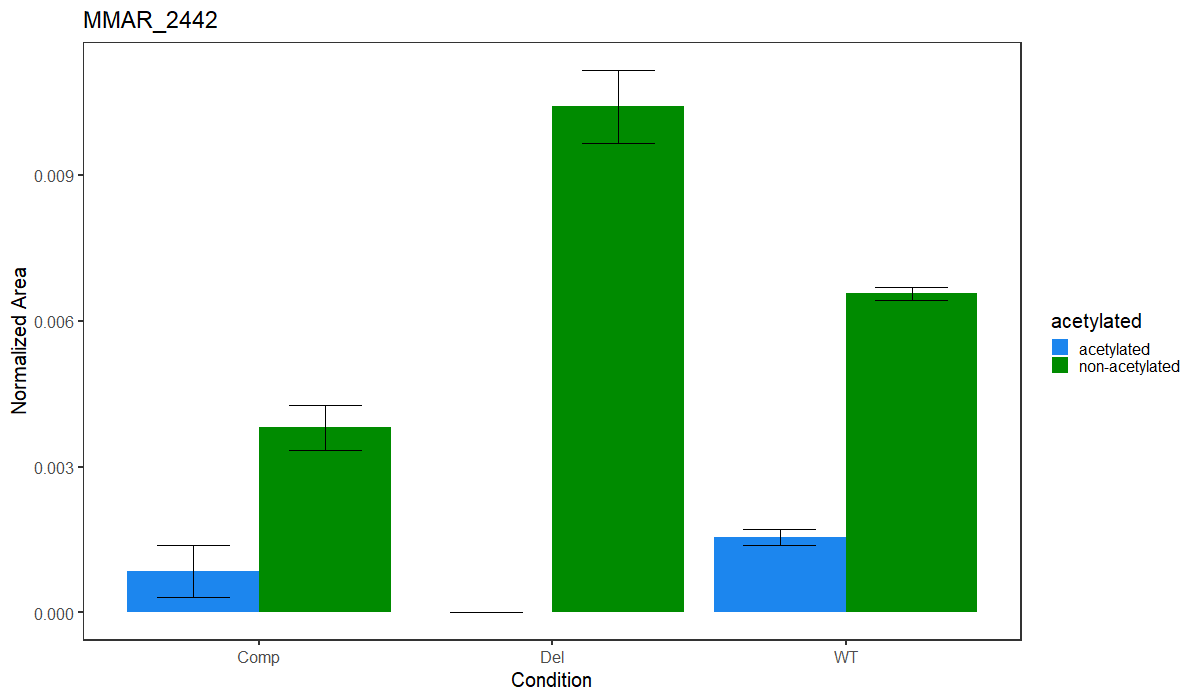 MMAR_2442
Normalized Area
0.009
0.006
0.003
0.000
Comp
Del
WT
Condition
acetylated
acetylated
non-acetylated